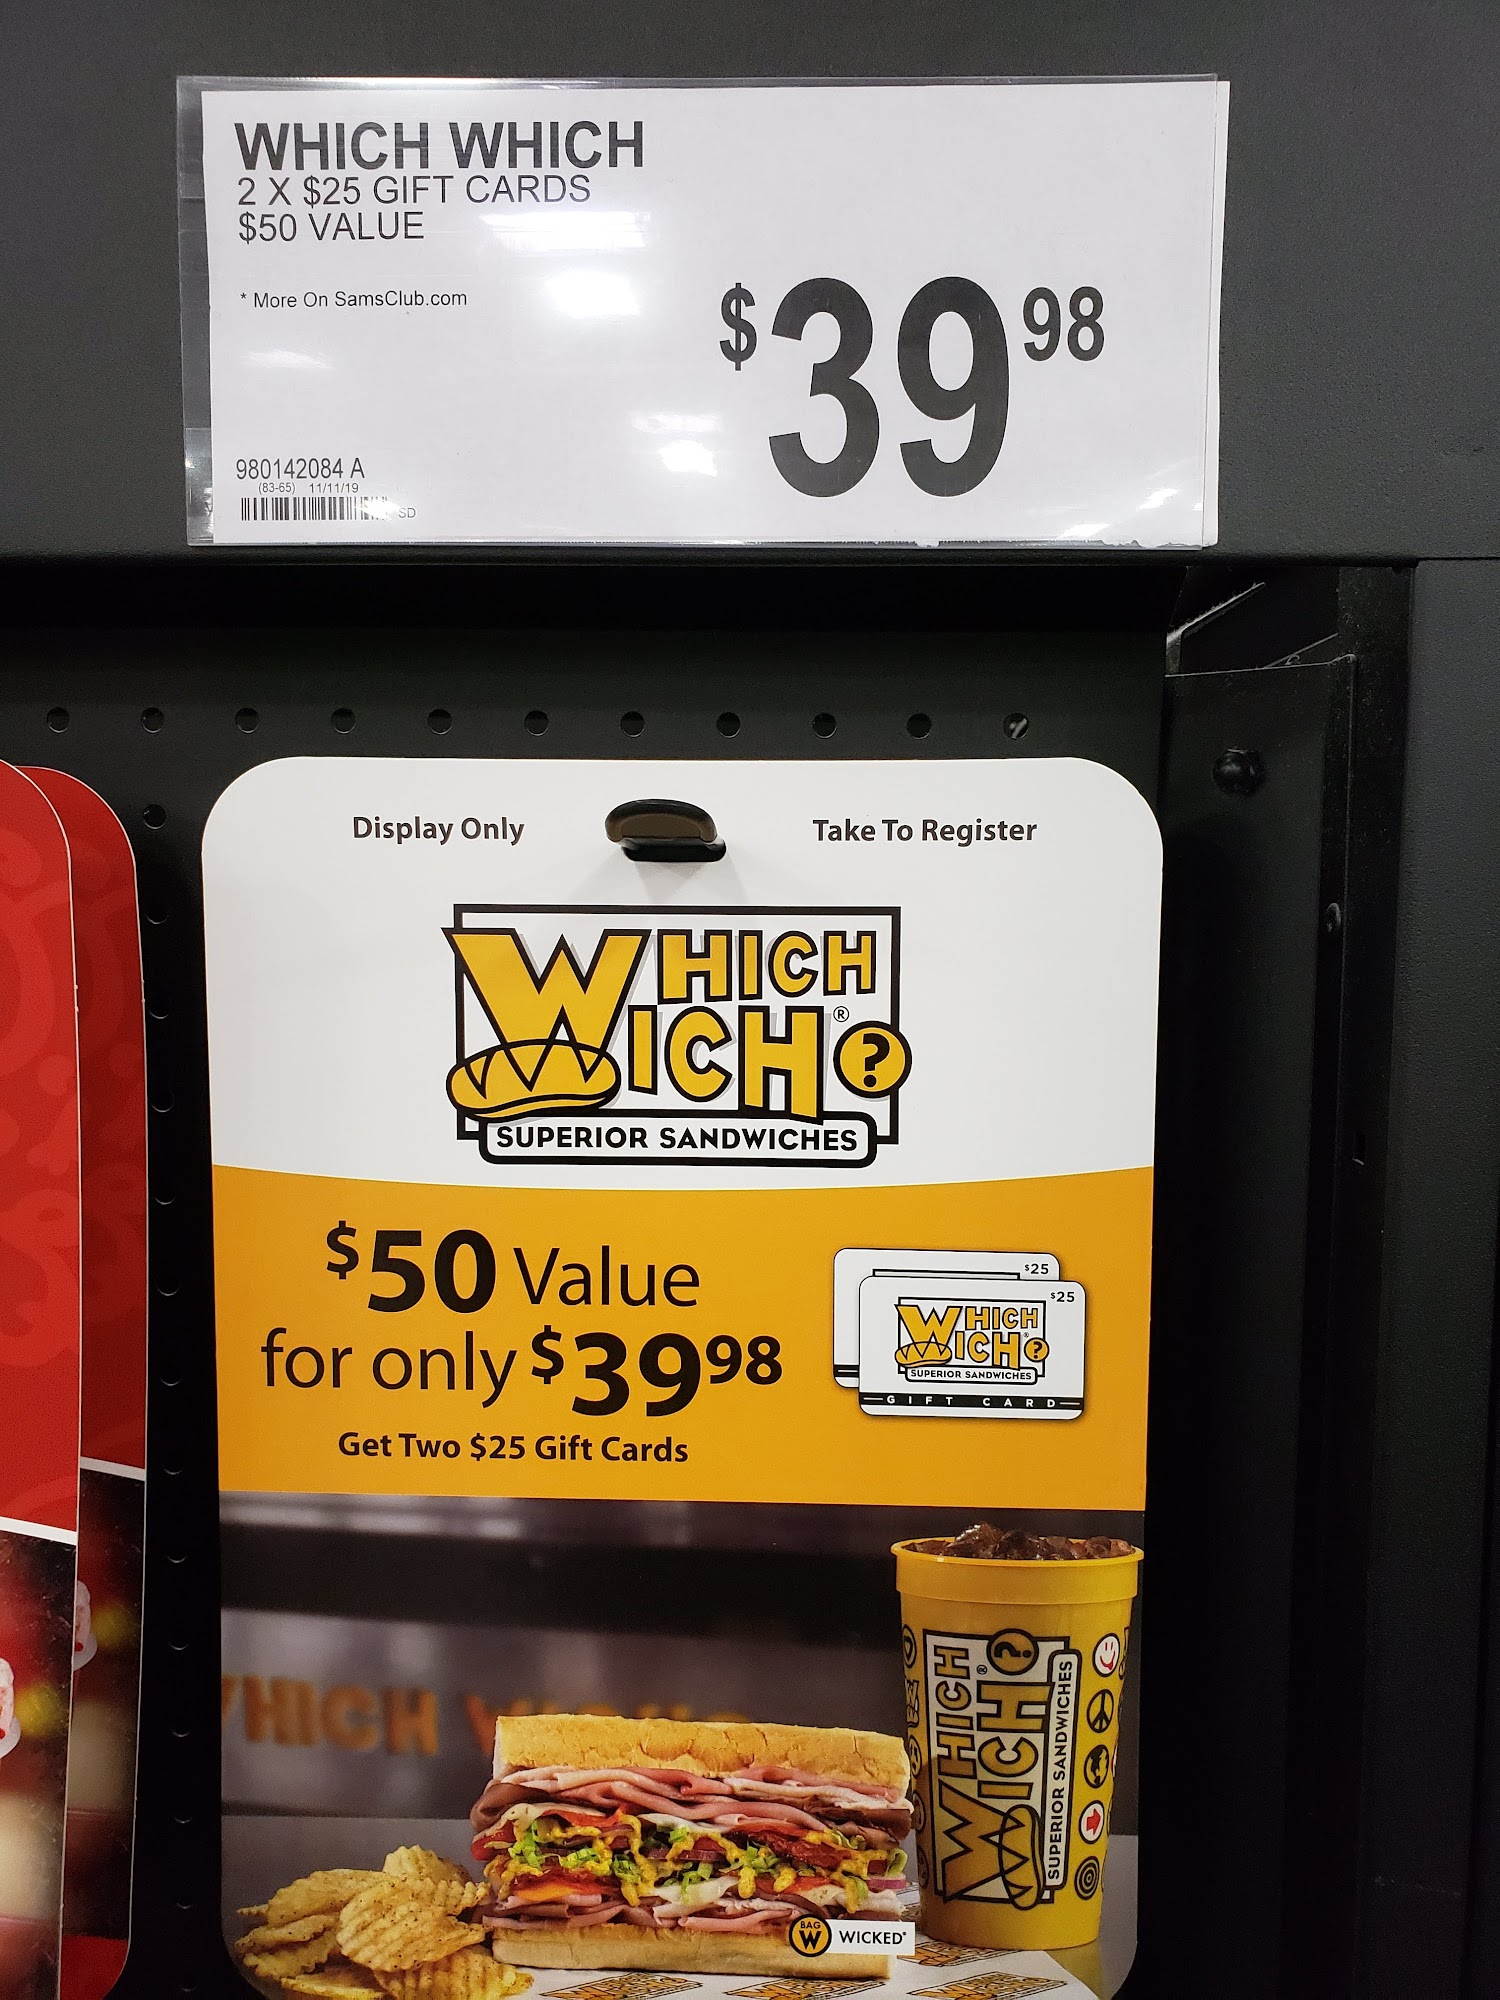 WHICH WHICH
2 X $25 GIFT CARDS
$50 VALUE
* More On SamsClub.com
$39 98
980142084 A
(83-65) 11/11/19
SD
Display Only
Take To Register
WHICH
WICH®?
SUPERIOR SANDWICHES
$50 Value
for only $39 98
Get Two $25 Gift Cards
$25
$25
WHICH
WICH®?
SUPERIOR SANDWICHES
GIFT CARD
WHICH
WHICH
WICH®?
SUPERIOR SANDWICHES
BAG
W WICKED®